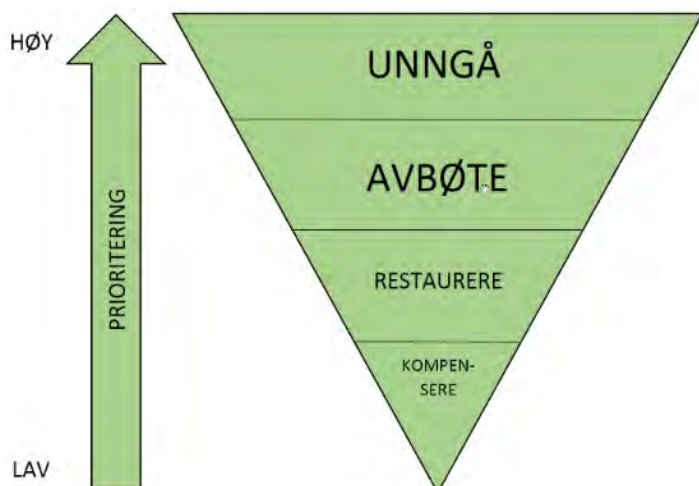 HØY
UNNGÅ
AVBØTE
PRIORITERING
RESTAURERE
KOMPEN-
SERE
LAV